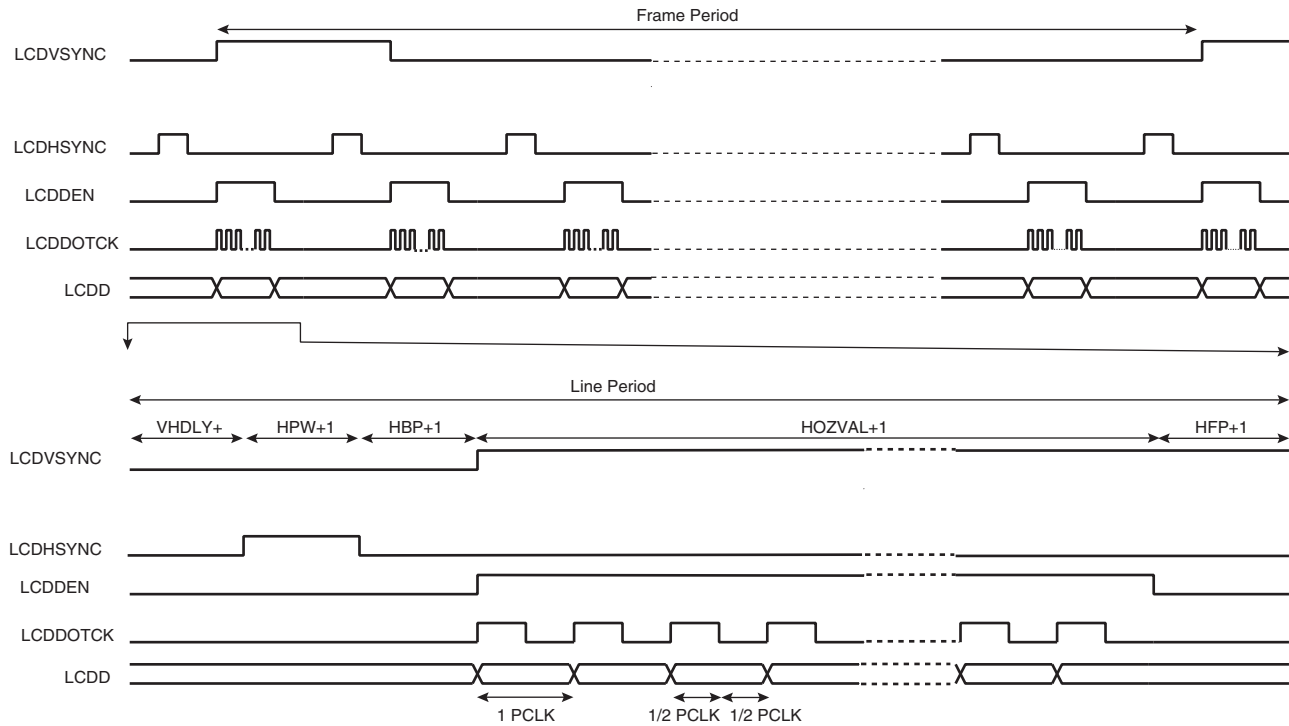 Frame Period
LCDVSYNC
LCDHSYNC
LCDDEN
LCDDOTCK
LCDD
Line Period
VHDLY+ HPW+1 HBP+1 HOZVAL+1 HFP+1
LCDVSYNC
LCDHSYNC
LCDDEN
LCDDOTCK
LCDD
1 PCLK 1/2 PCLK 1/2 PCLK